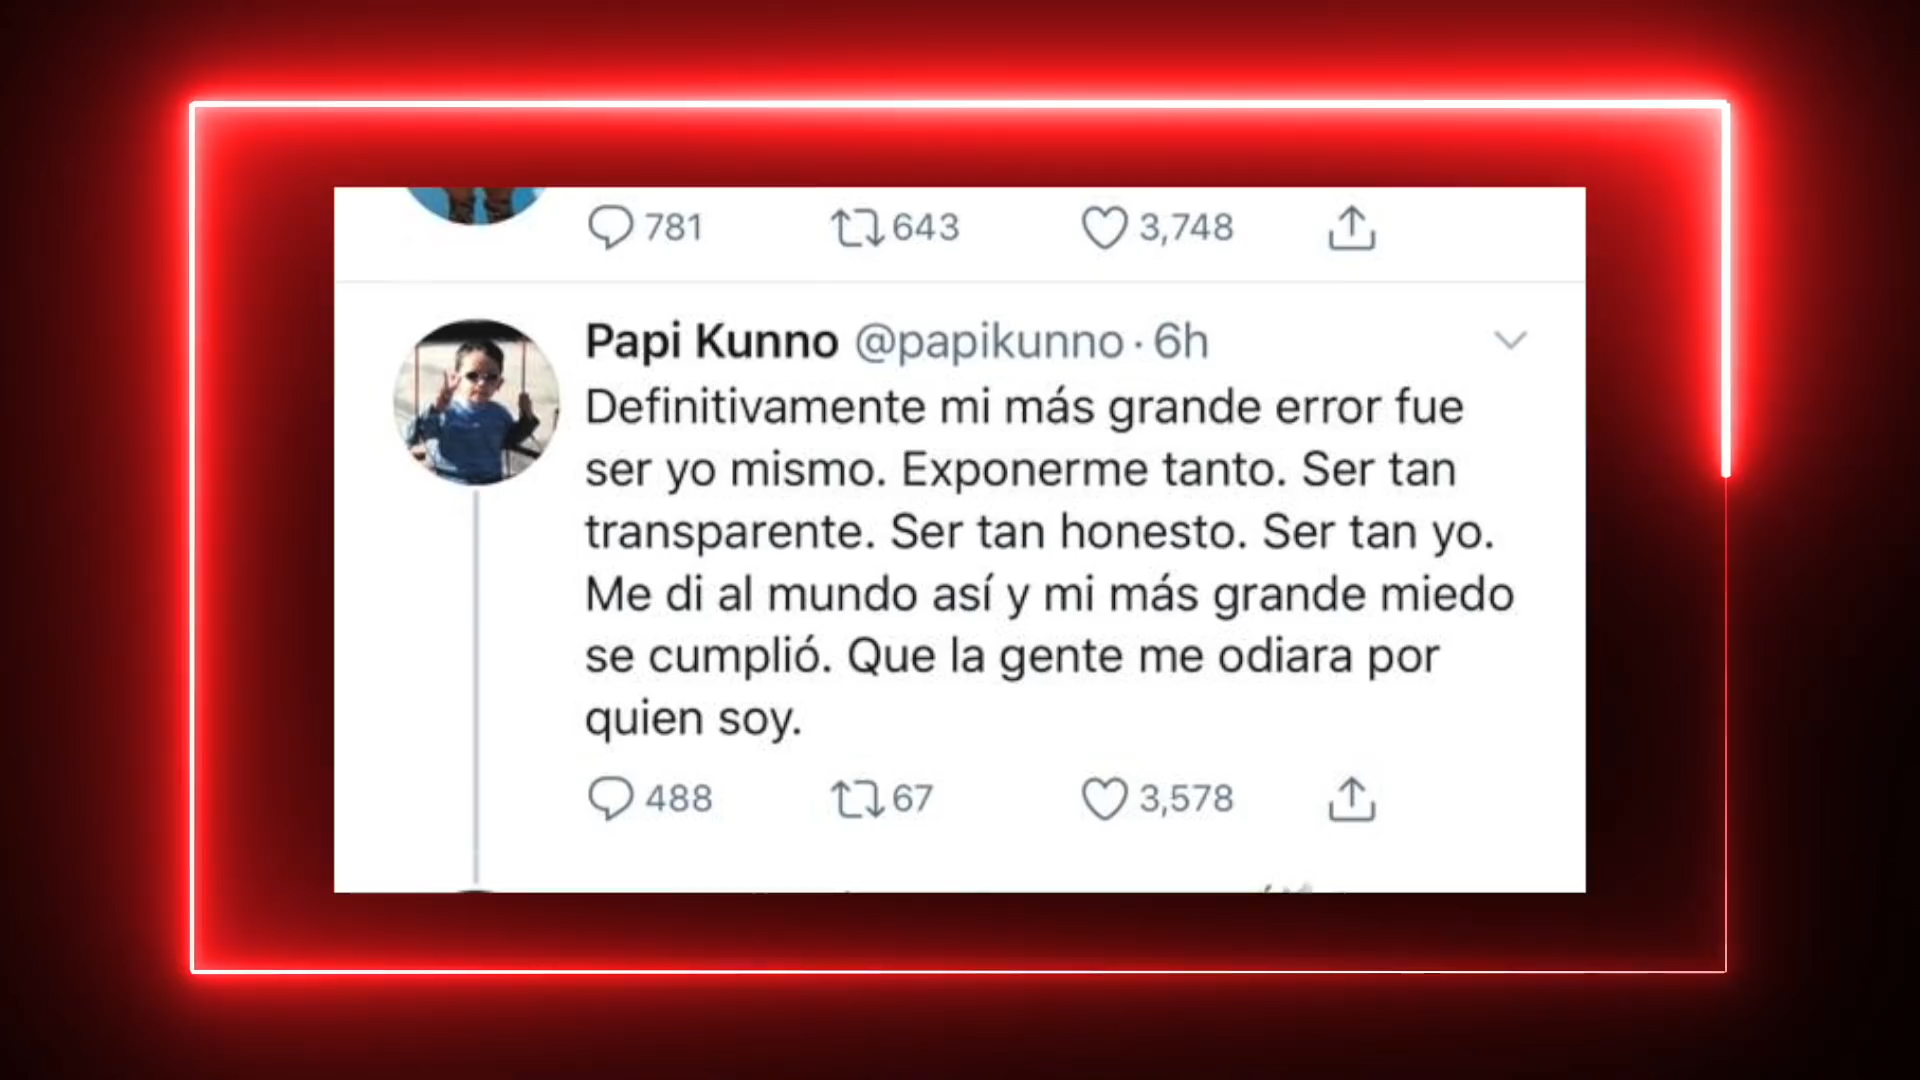 781 643 3,748
Papi Kunno @papikunno · 6h
Definitivamente mi más grande error fue
ser yo mismo. Exponerme tanto. Ser tan
transparente. Ser tan honesto. Ser tan yo.
Me di al mundo así y mi más grande miedo
se cumplió. Que la gente me odiara por
quien soy.
488 67 3,578